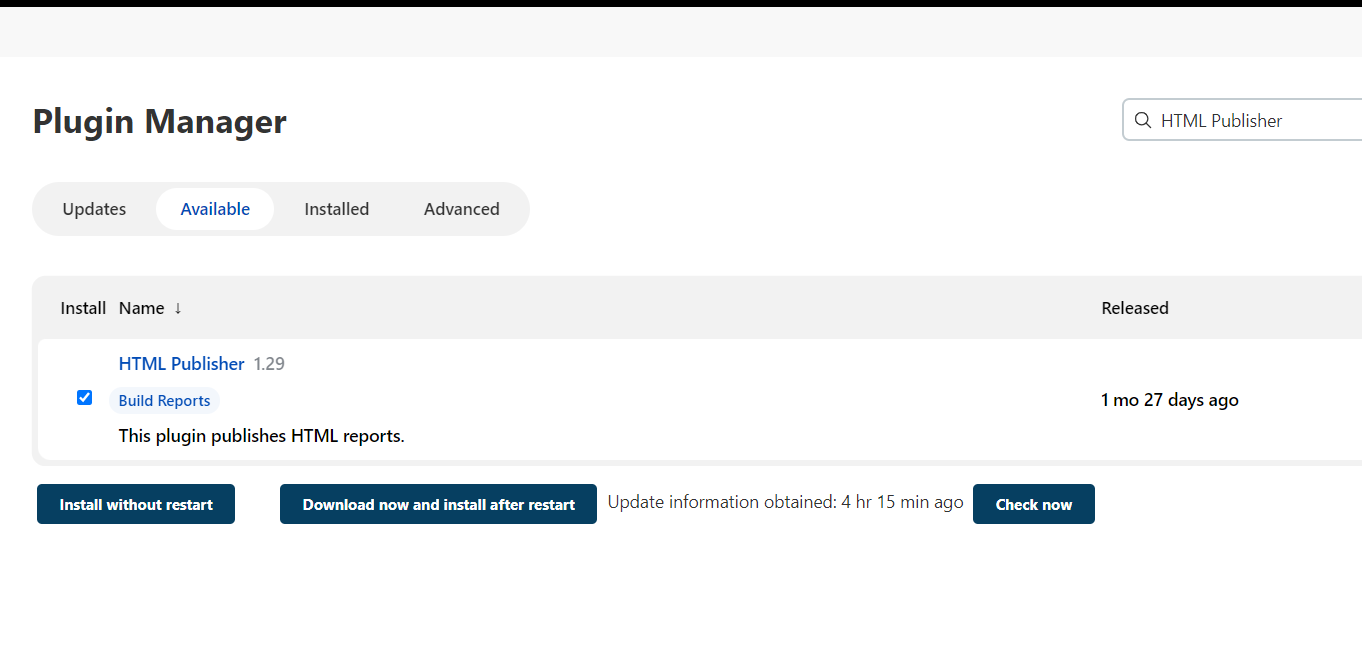 Plugin Manager
HTML Publisher
Updates Available Installed Advanced
Install Name ↓ Released
HTML Publisher 1.29
Build Reports
1 mo 27 days ago
This plugin publishes HTML reports.
Install without restart Download now and install after restart Update information obtained: 4 hr 15 min ago Check now